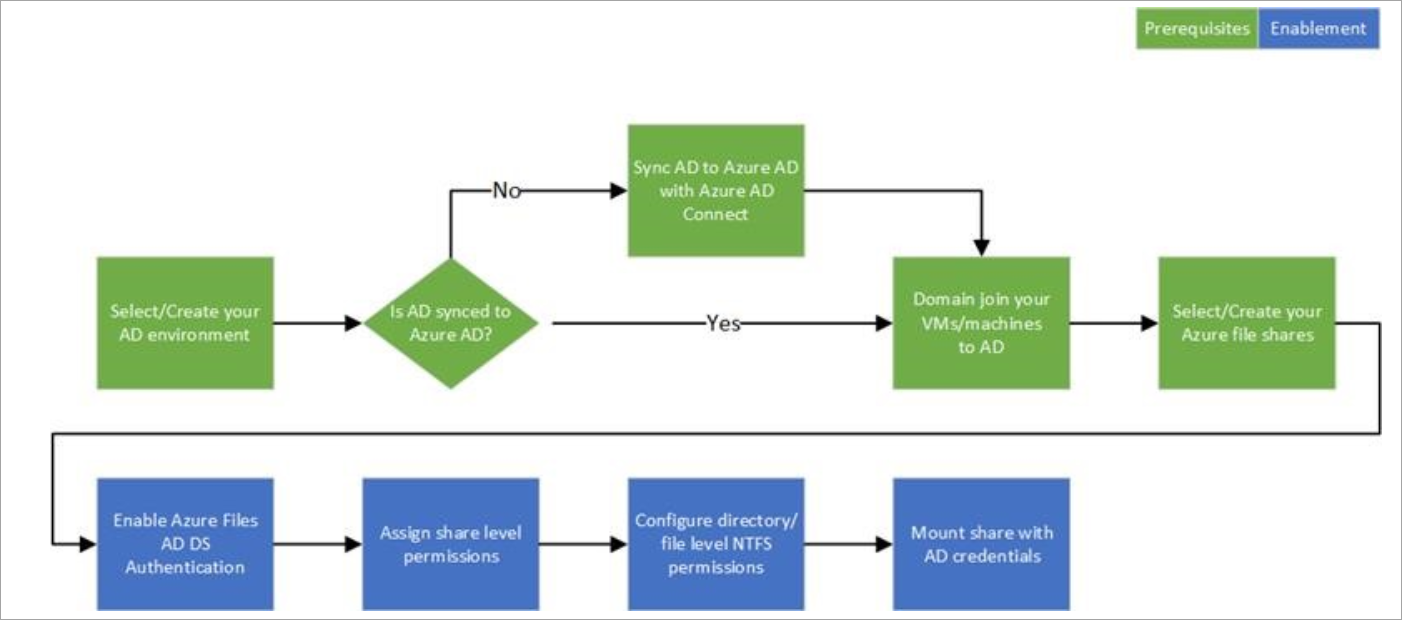 Prerequisites
Enablement
Sync AD to Azure AD
with Azure AD
Connect
No
Select/Create your
AD environment
Is AD synced to
Azure AD?
Yes
Domain join your
VMs/machines
to AD
Select/Create your
Azure file shares
Enable Azure Files
AD DS
Authentication
Assign share level
permissions
Configure directory/
file level NTFS
permissions
Mount share with
AD credentials